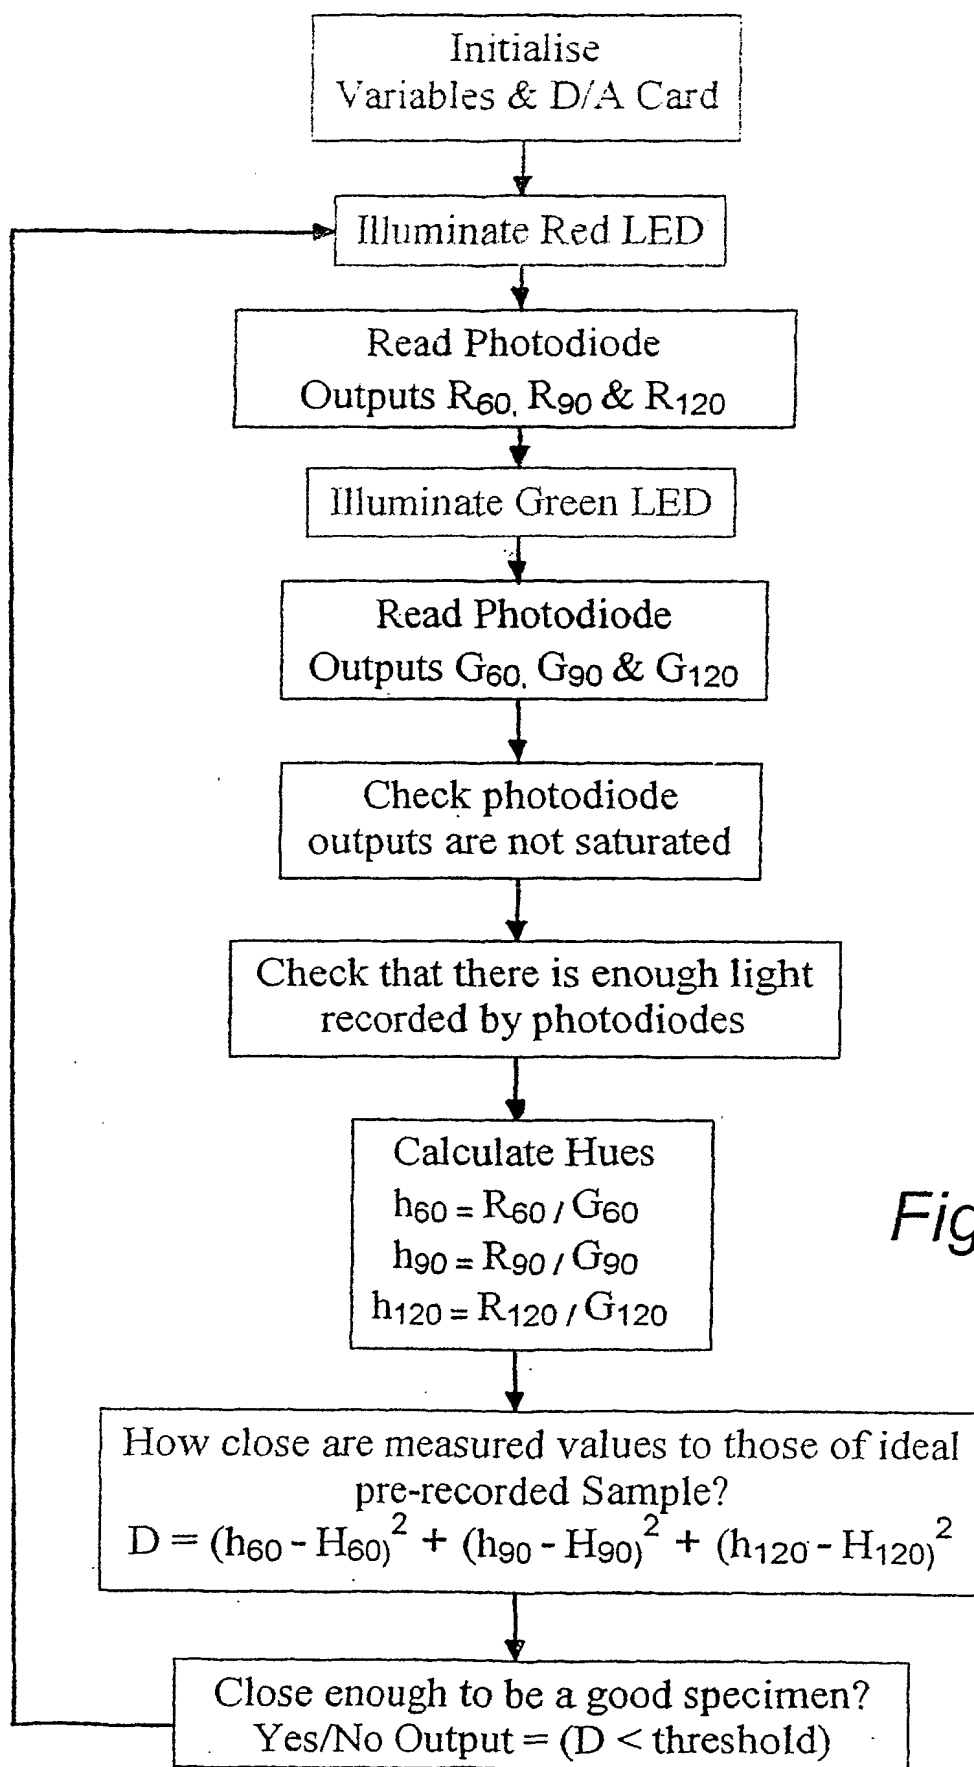 Initialise
Variables & D/A Card
Illuminate Red LED
Read Photodiode
Outputs R60, R90 & R120
Illuminate Green LED
Read Photodiode
Outputs G60, G90 & G120
Check photodiode
outputs are not saturated
Check that there is enough light
recorded by photodiodes
Calculate Hues
h60 = R60 / G60
h90 = R90 / G90
h120 = R120 / G120
Fig
How close are measured values to those of ideal
pre-recorded Sample?
D = (h60 - H60)² + (h90 - H90)² + (h120 - H120)²
Close enough to be a good specimen?
Yes/No Output = (D < threshold)